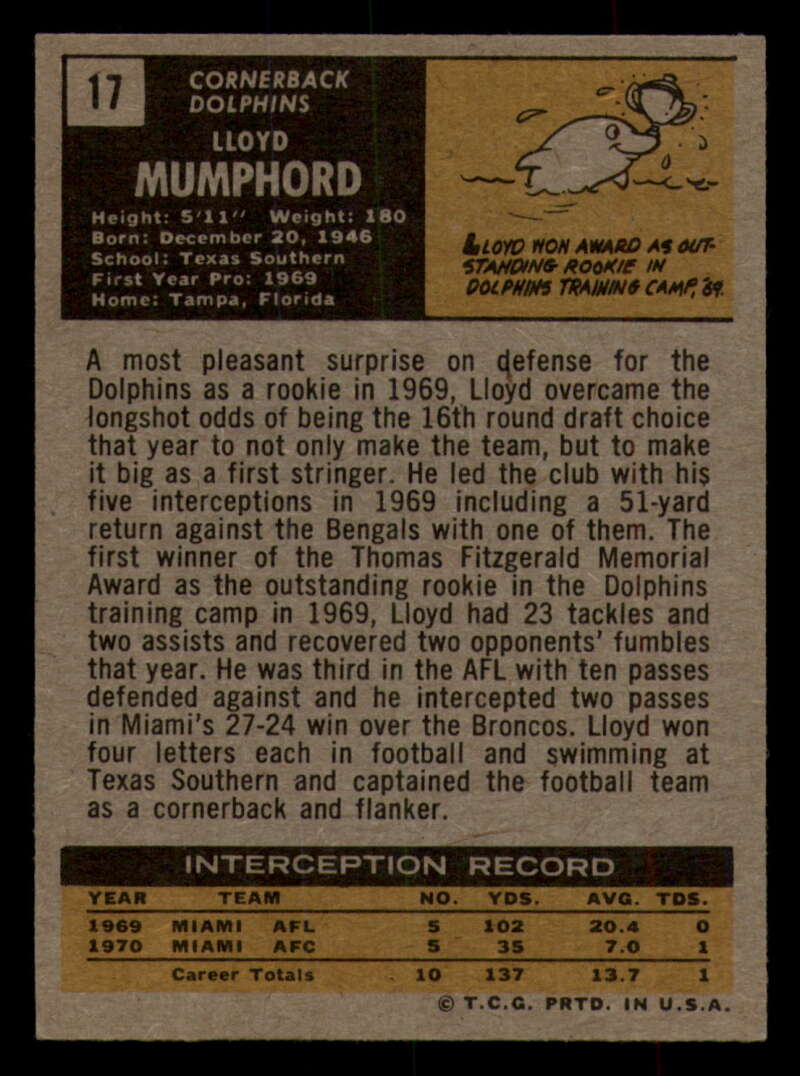 17
CORNERBACK
DOLPHINS
LLOYD
MUMPHORD
Height: 5'11" Weight: 180
Born: December 20, 1946
School: Texas Southern
First Year Pro: 1969
Home: Tampa, Florida
LLOYD WON AWARD AS OUT-
STANDING ROOKIE IN
DOLPHINS TRAINING CAMP, '69.
A most pleasant surprise on defense for the
Dolphins as a rookie in 1969, Lloyd overcame the
longshot odds of being the 16th round draft choice
that year to not only make the team, but to make
it big as a first stringer. He led the club with his
five interceptions in 1969 including a 51-yard
return against the Bengals with one of them. The
first winner of the Thomas Fitzgerald Memorial
Award as the outstanding rookie in the Dolphins
training camp in 1969, Lloyd had 23 tackles and
two assists and recovered two opponents' fumbles
that year. He was third in the AFL with ten passes
defended against and he intercepted two passes
in Miami's 27-24 win over the Broncos. Lloyd won
four letters each in football and swimming at
Texas Southern and captained the football team
as a cornerback and flanker.
INTERCEPTION RECORD
YEAR TEAM NO. YDS. AVG. TDS.
1969 MIAMI AFL 5 102 20.4 0
1970 MIAMI AFC 5 35 7.0 1
Career Totals 10 137 13.7 1
© T.C.G. PRTD. IN U.S.A.